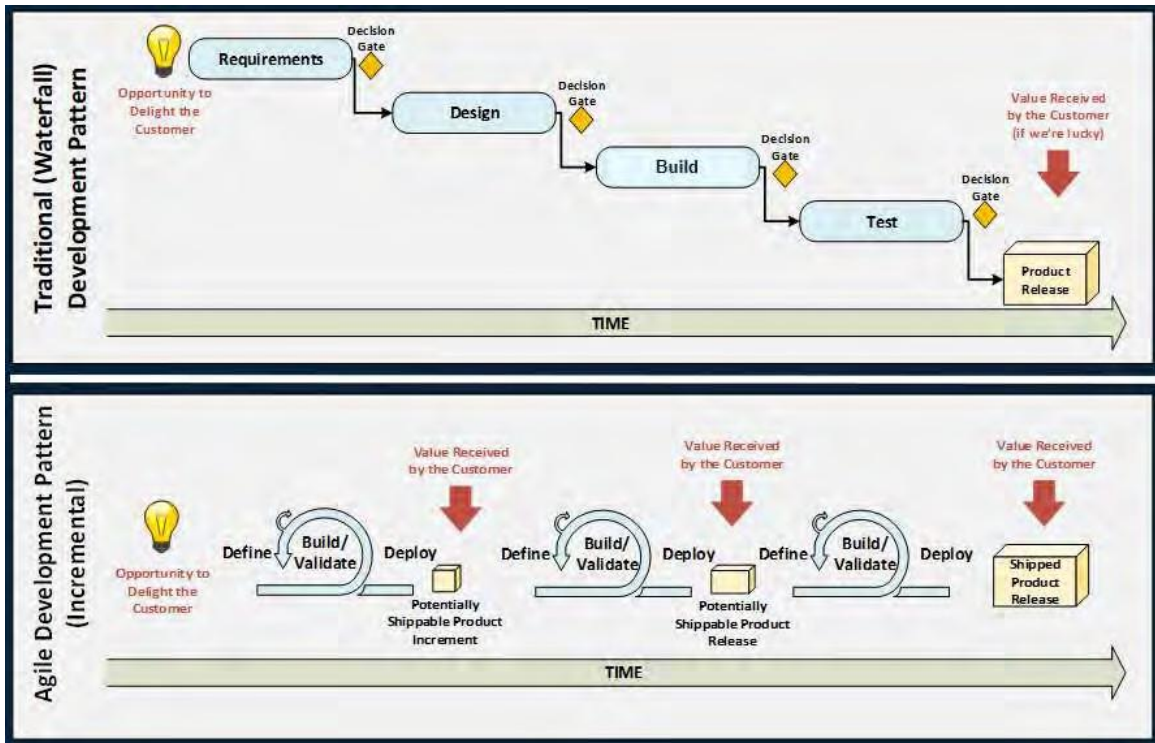 Traditional (Waterfall)
Development Pattern
Opportunity to
Delight the
Customer
Requirements
Decision
Gate
Design
Decision
Gate
Build
Decision
Gate
Test
Decision
Gate
Value Received
by the Customer
(if we're lucky)
Product
Release
TIME
Agile Development Pattern
(Incremental)
Opportunity to
Delight the
Customer
Define
Build/
Validate
Deploy
Value Received
by the Customer
Potentially
Shippable Product
Increment
Define
Build/
Validate
Deploy
Value Received
by the Customer
Potentially
Shippable Product
Release
Define
Build/
Validate
Deploy
Value Received
by the Customer
Shipped
Product
Release
TIME